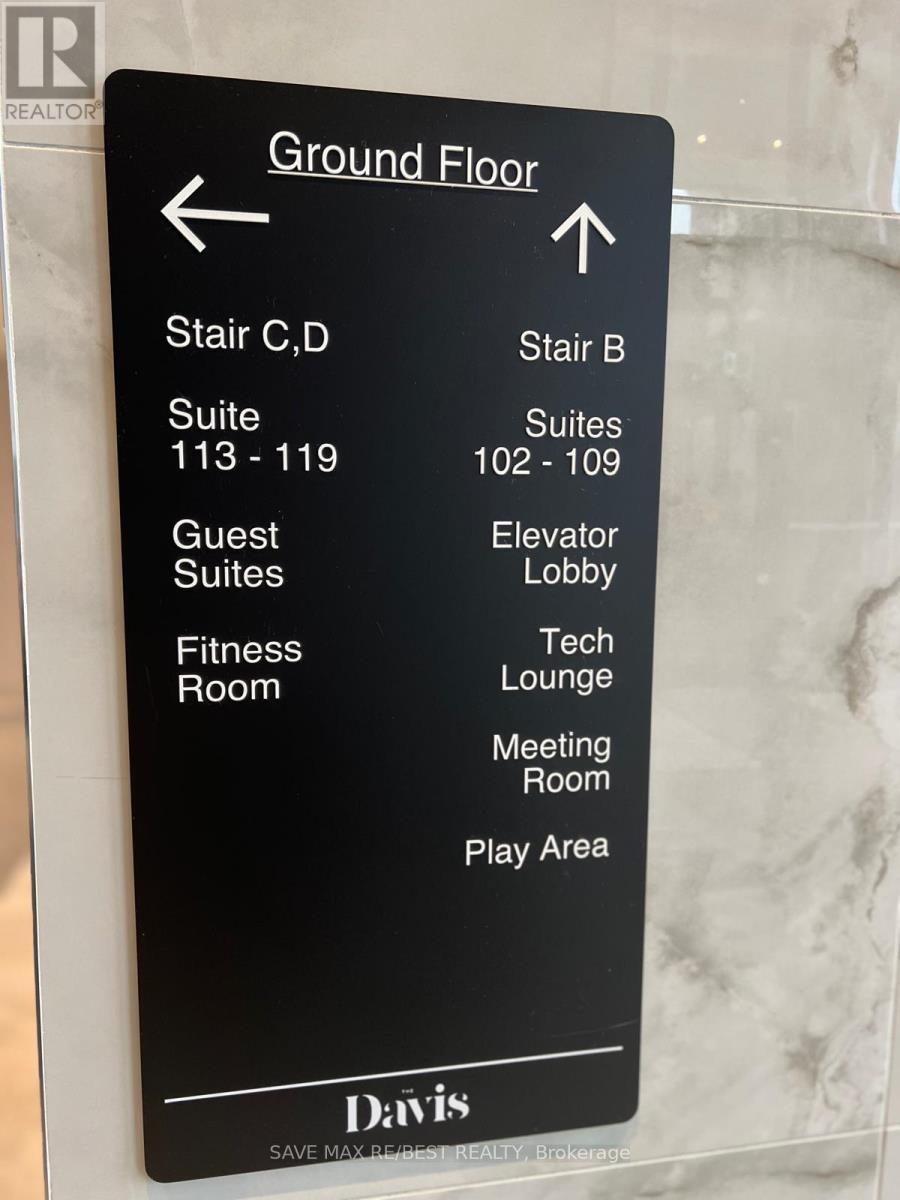 REALTOR®
Ground Floor
Stair C,D
Suite
113 - 119
Guest
Suites
Fitness
Room
Stair B
Suites
102 - 109
Elevator
Lobby
Tech
Lounge
Meeting
Room
Play Area
THE
Davis
SAVE MAX RE/BEST REALTY, Brokerage